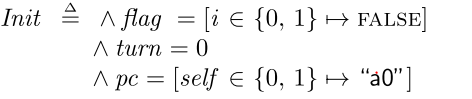 Init ≜ ∧ flag = [i ∈ {0, 1} ↦ FALSE]
∧ turn = 0
∧ pc = [self ∈ {0, 1} ↦ “a0”]